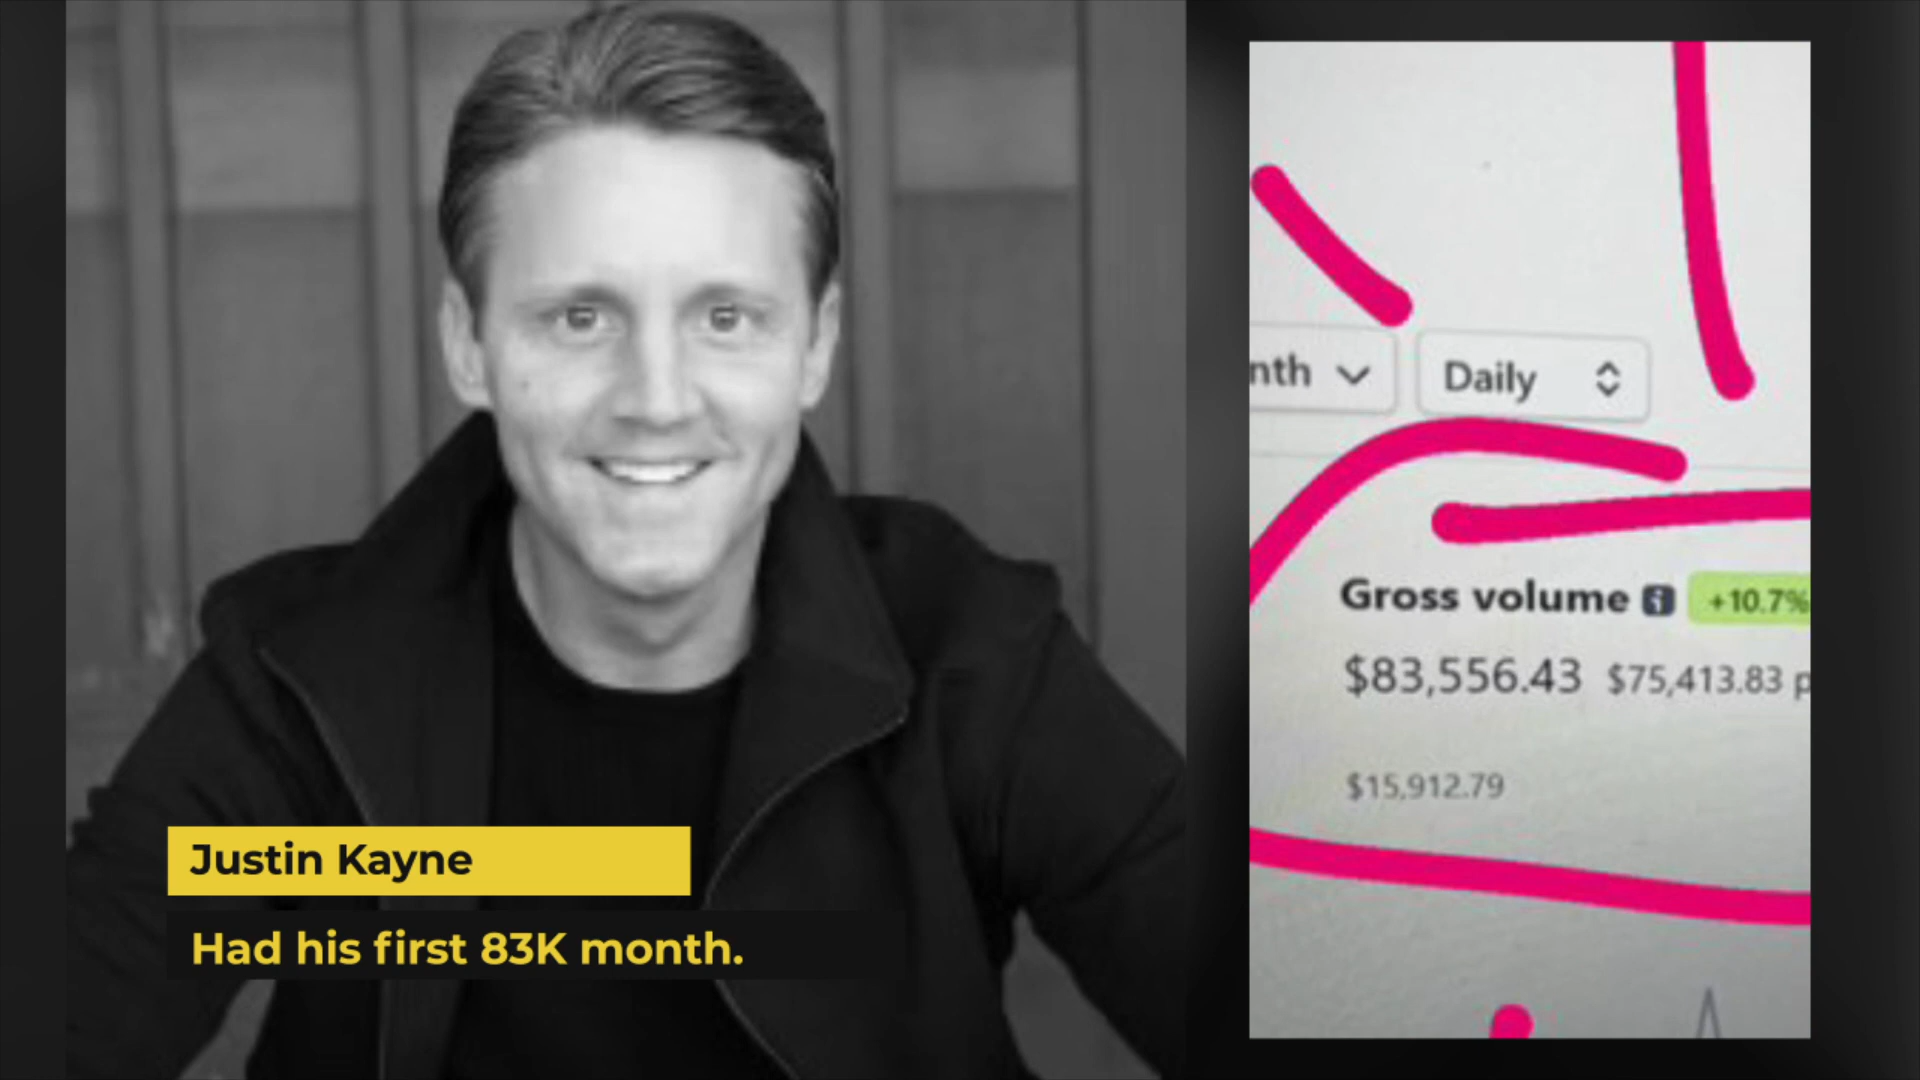 Justin Kayne
Had his first 83K month.
nth
Daily
Gross volume
+10.7%
$83,556.43 $75,413.83 p
$15,912.79